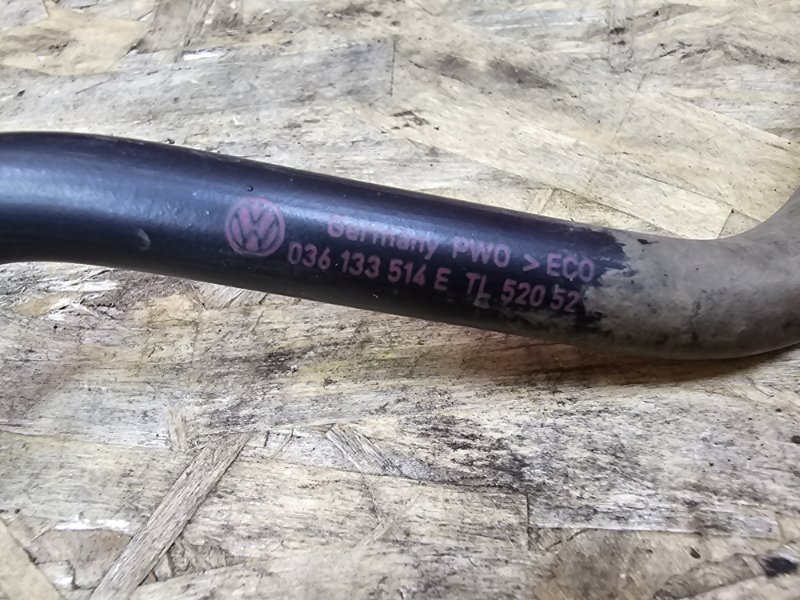 Germany PWO >ECO
036 133 514 E TL 520 52